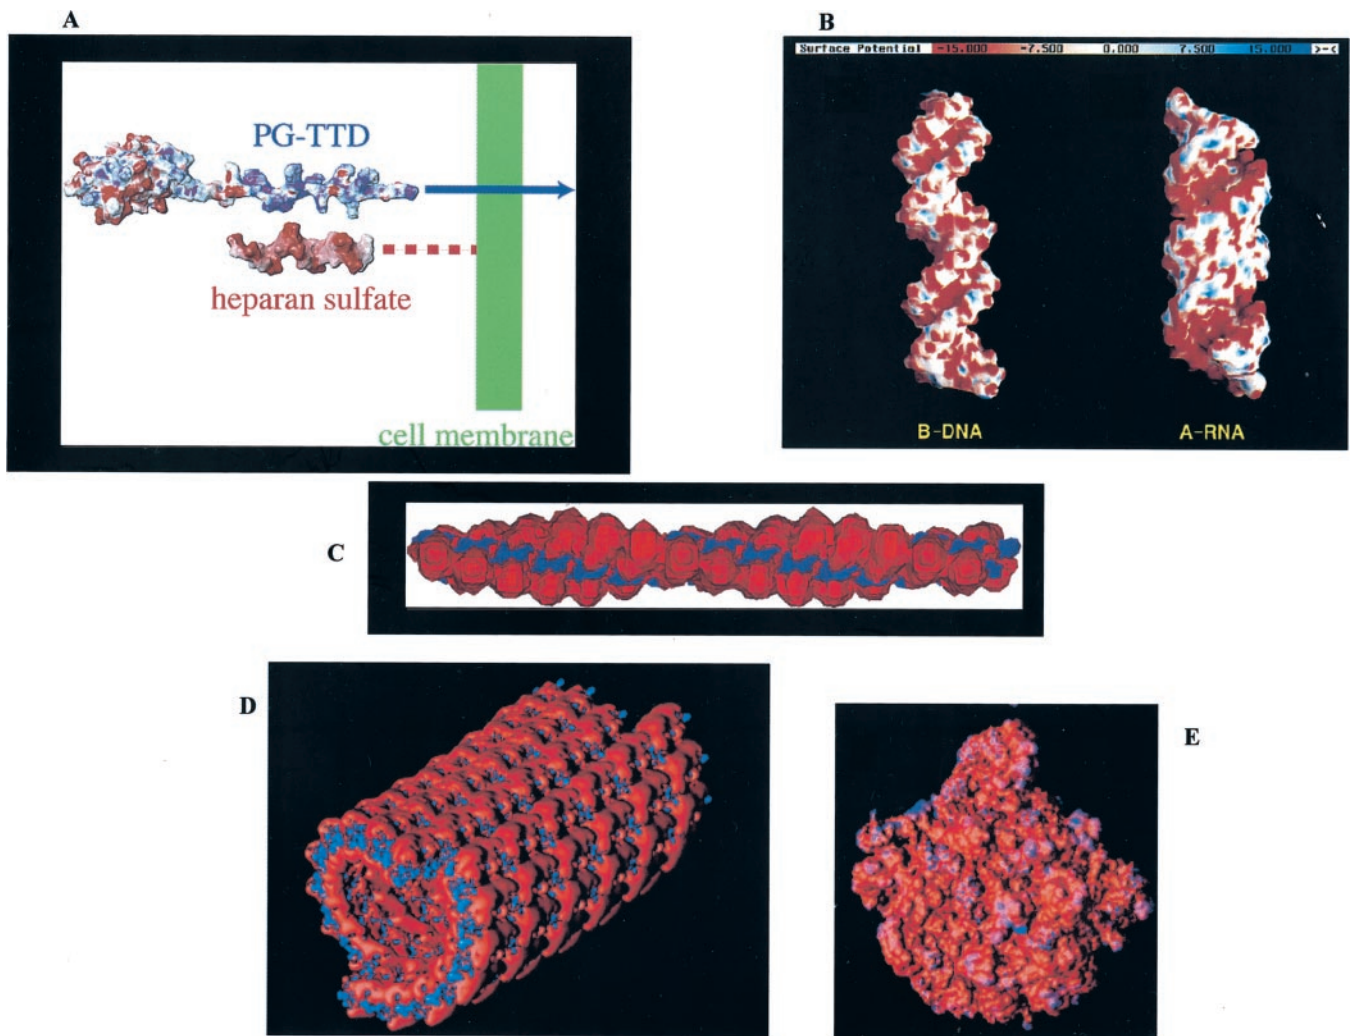 A
PG-TTD
heparan sulfate
cell membrane
B
Surface Potential -15.000 -7.500 0.000 7.500 15.000 >-<
B-DNA
A-RNA
C
D
E